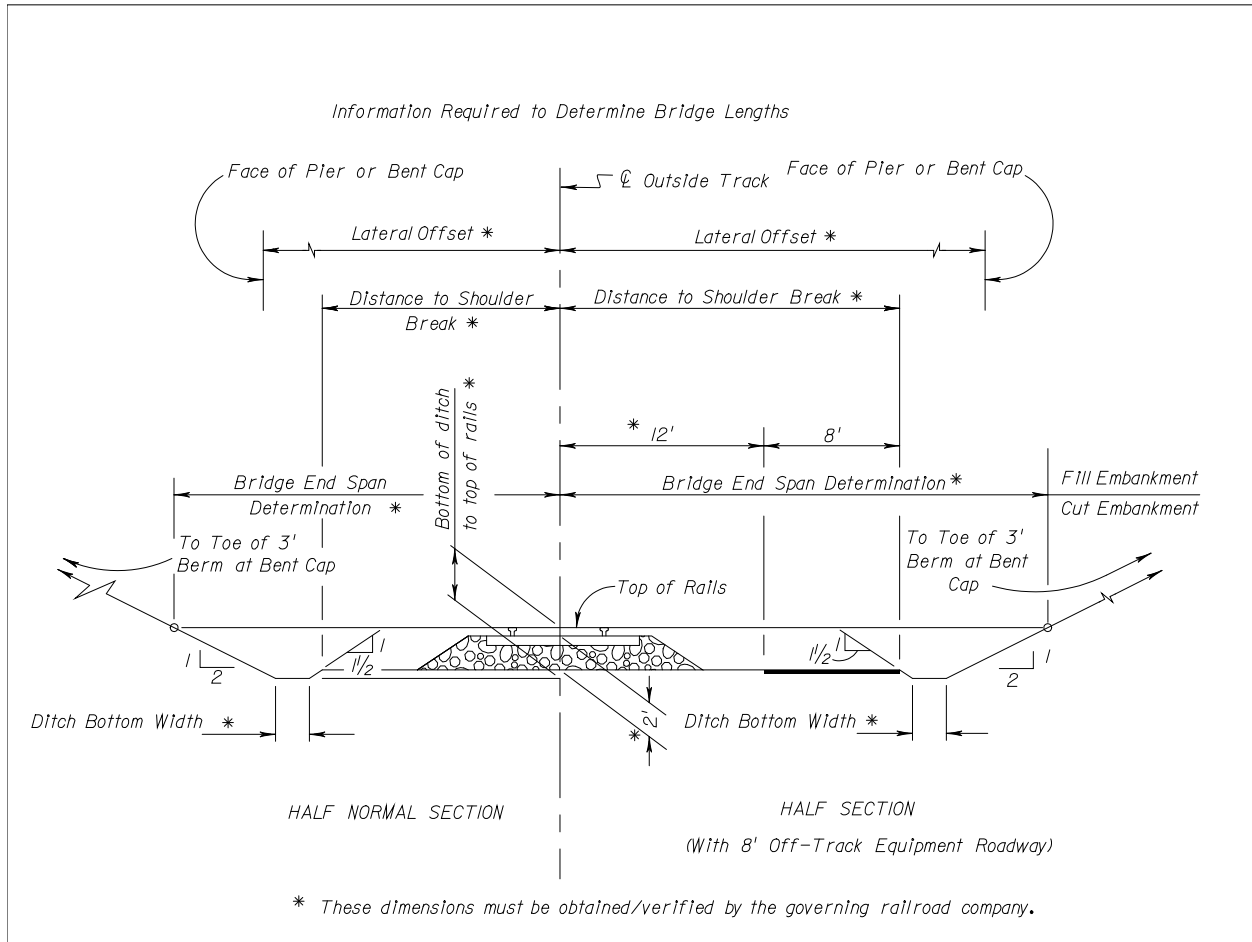 Information Required to Determine Bridge Lengths
Face of Pier or Bent Cap
℄ Outside Track
Face of Pier or Bent Cap
Lateral Offset *
Lateral Offset *
Distance to Shoulder
Break *
Distance to Shoulder Break *
Bottom of ditch
to top of rails *
* 12'
8'
Bridge End Span
Determination *
Bridge End Span Determination *
Fill Embankment
Cut Embankment
To Toe of 3'
Berm at Bent Cap
To Toe of 3'
Berm at Bent
Cap
Top of Rails
1
2
1
1½
1
1½
1
2
Ditch Bottom Width *
* 2'
Ditch Bottom Width *
HALF NORMAL SECTION
HALF SECTION
(With 8' Off-Track Equipment Roadway)
* These dimensions must be obtained/verified by the governing railroad company.